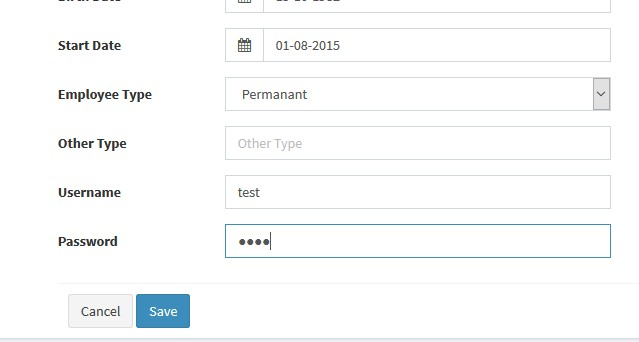 Start Date 01-08-2015
Employee Type Permanant
Other Type Other Type
Username test
Password ●●●●
Cancel Save